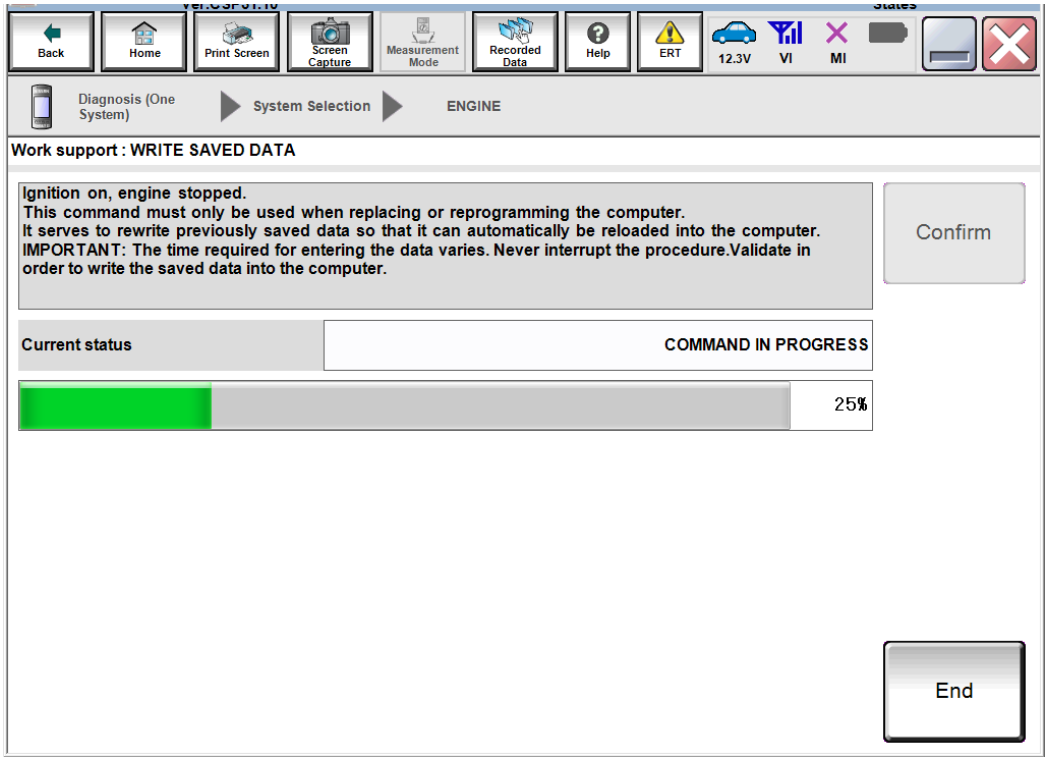 Ver.CSP31.10
States
Back
Home
Print Screen
Screen
Capture
Measurement
Mode
Recorded
Data
Help
ERT
12.3V
VI
MI
Diagnosis (One
System)
System Selection
ENGINE
Work support : WRITE SAVED DATA
Ignition on, engine stopped.
This command must only be used when replacing or reprogramming the computer.
It serves to rewrite previously saved data so that it can automatically be reloaded into the computer.
IMPORTANT: The time required for entering the data varies. Never interrupt the procedure.Validate in
order to write the saved data into the computer.
Confirm
Current status
COMMAND IN PROGRESS
25%
End